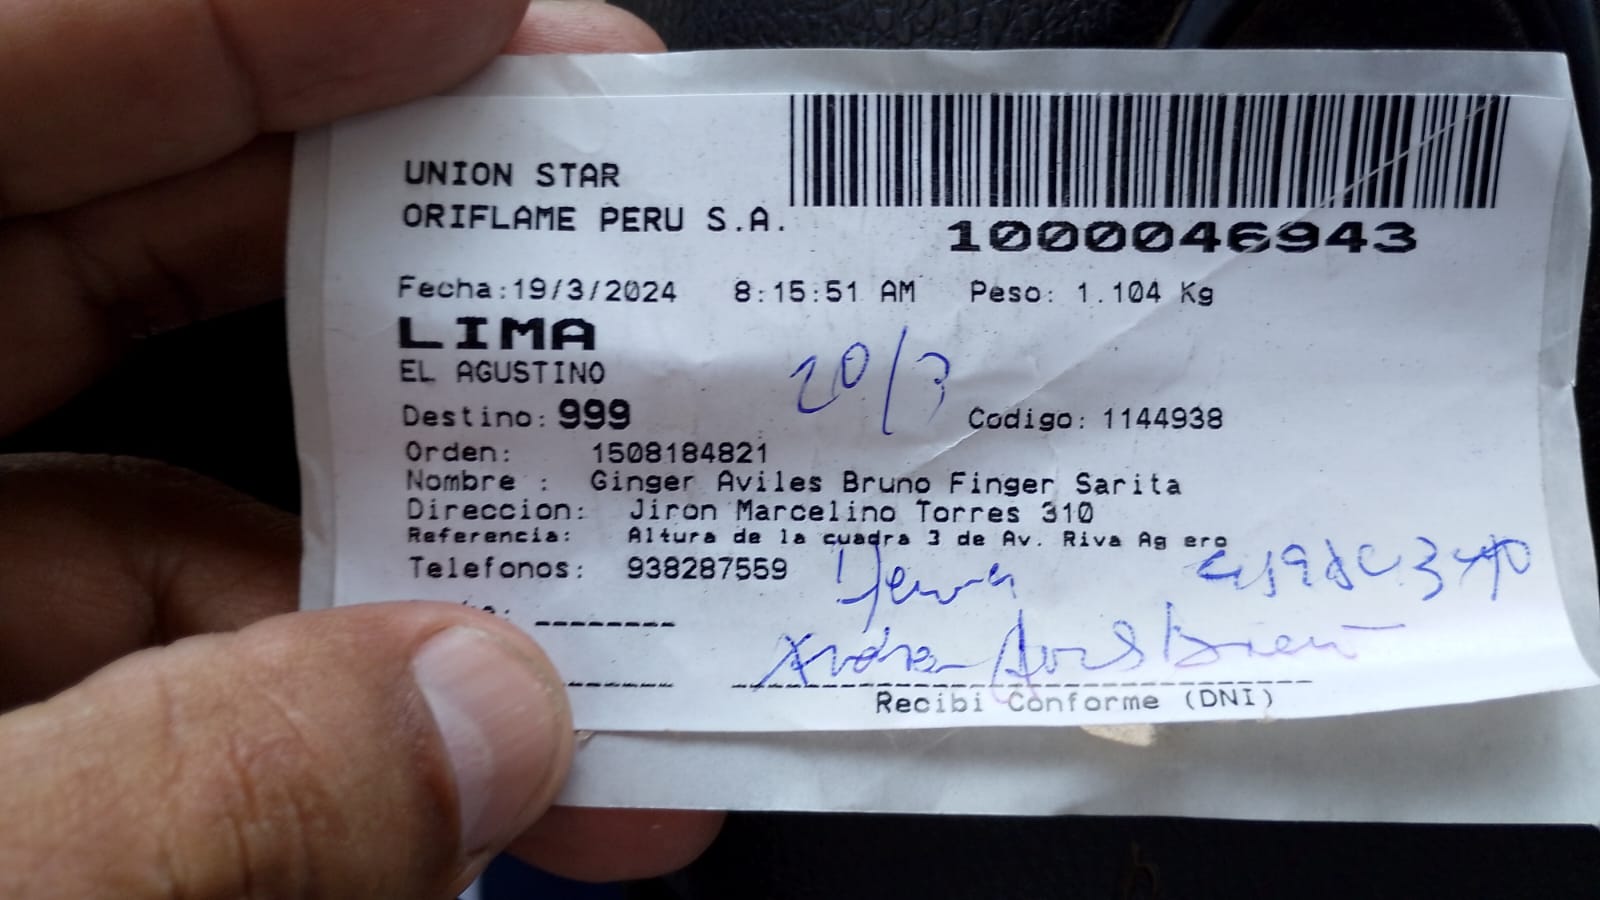 UNION STAR
ORIFLAME PERU S.A.
1000046943
Fecha:19/3/2024 8:15:51 AM Peso: 1.104 Kg
LIMA
EL AGUSTINO
20/3
Destino: 999 Codigo: 1144938
Orden: 1508184821
Nombre : Ginger Aviles Bruno Finger Sarita
Direccion: Jiron Marcelino Torres 310
Referencia: Altura de la cuadra 3 de Av. Riva Ag ero
Telefonos: 938287559
Recibi Conforme (DNI)